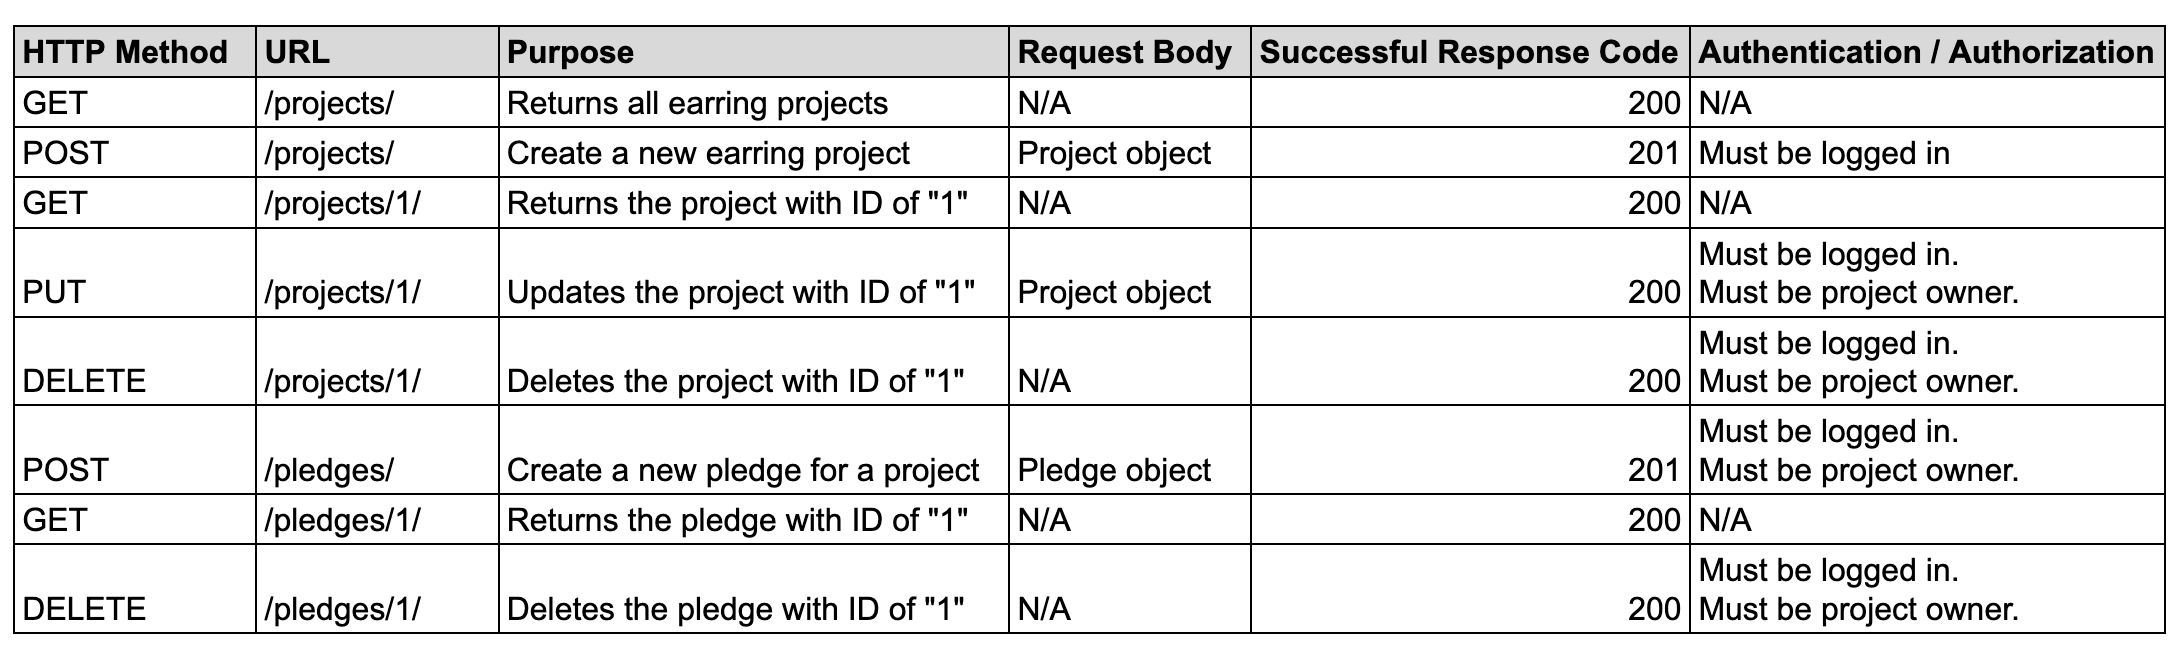 HTTP Method URL Purpose Request Body Successful Response Code Authentication / Authorization
GET /projects/ Returns all earring projects N/A 200 N/A
POST /projects/ Create a new earring project Project object 201 Must be logged in
GET /projects/1/ Returns the project with ID of "1" N/A 200 N/A
Must be logged in.
PUT /projects/1/ Updates the project with ID of "1" Project object 200 Must be project owner.
Must be logged in.
DELETE /projects/1/ Deletes the project with ID of "1" N/A 200 Must be project owner.
Must be logged in.
POST /pledges/ Create a new pledge for a project Pledge object 201 Must be project owner.
GET /pledges/1/ Returns the pledge with ID of "1" N/A 200 N/A
Must be logged in.
DELETE /pledges/1/ Deletes the pledge with ID of "1" N/A 200 Must be project owner.